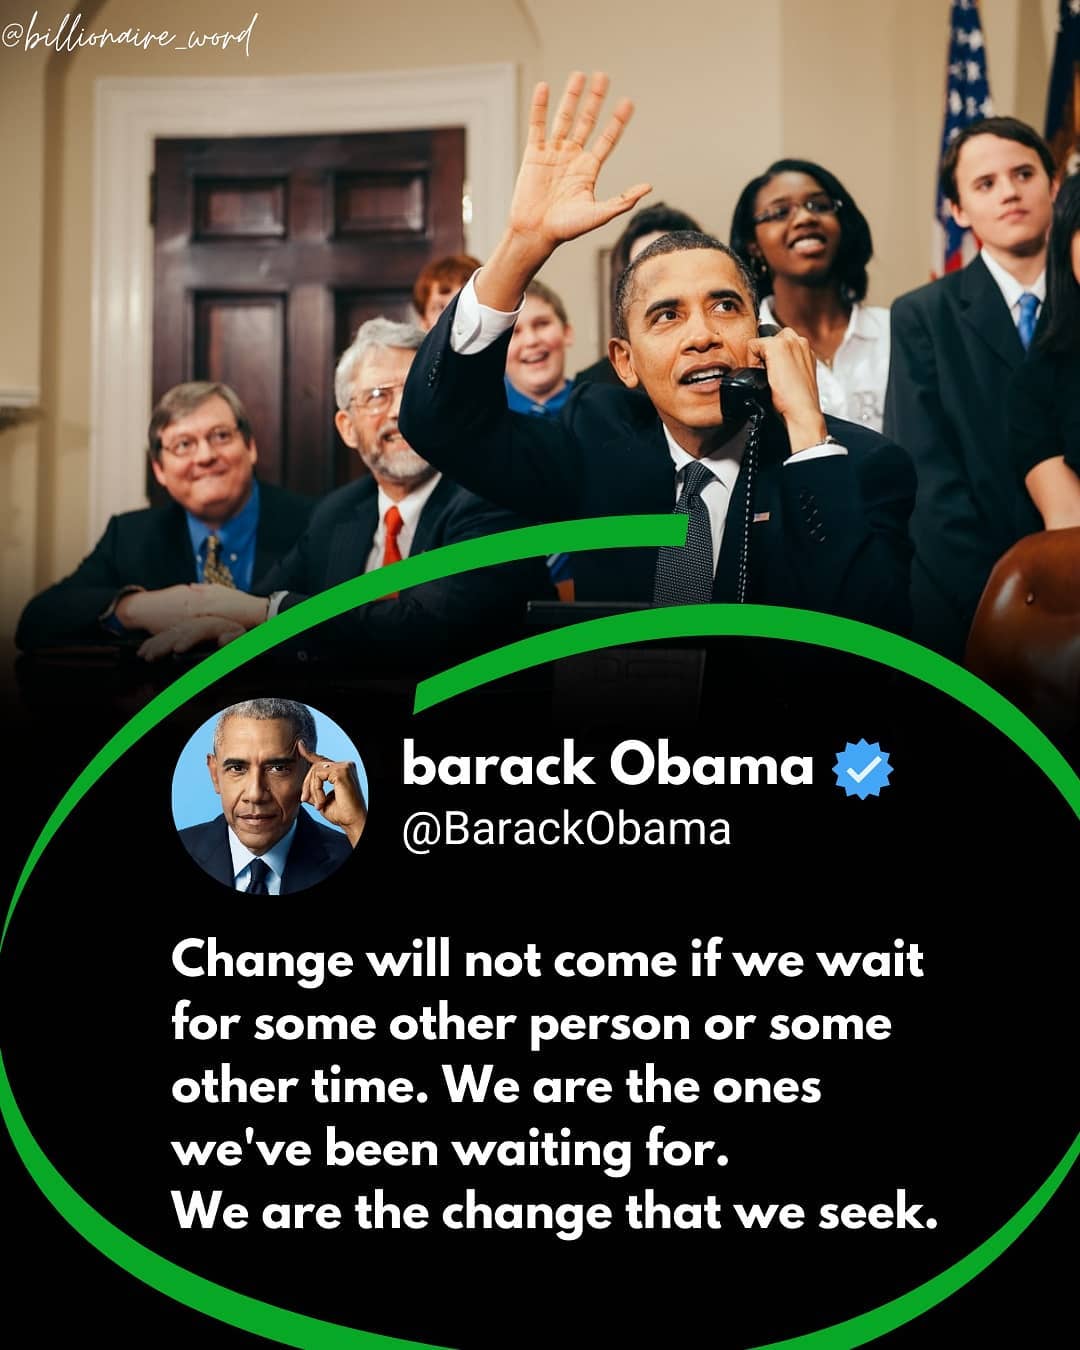 @billionaire_word
barack Obama
@BarackObama
Change will not come if we wait
for some other person or some
other time. We are the ones
we've been waiting for.
We are the change that we seek.